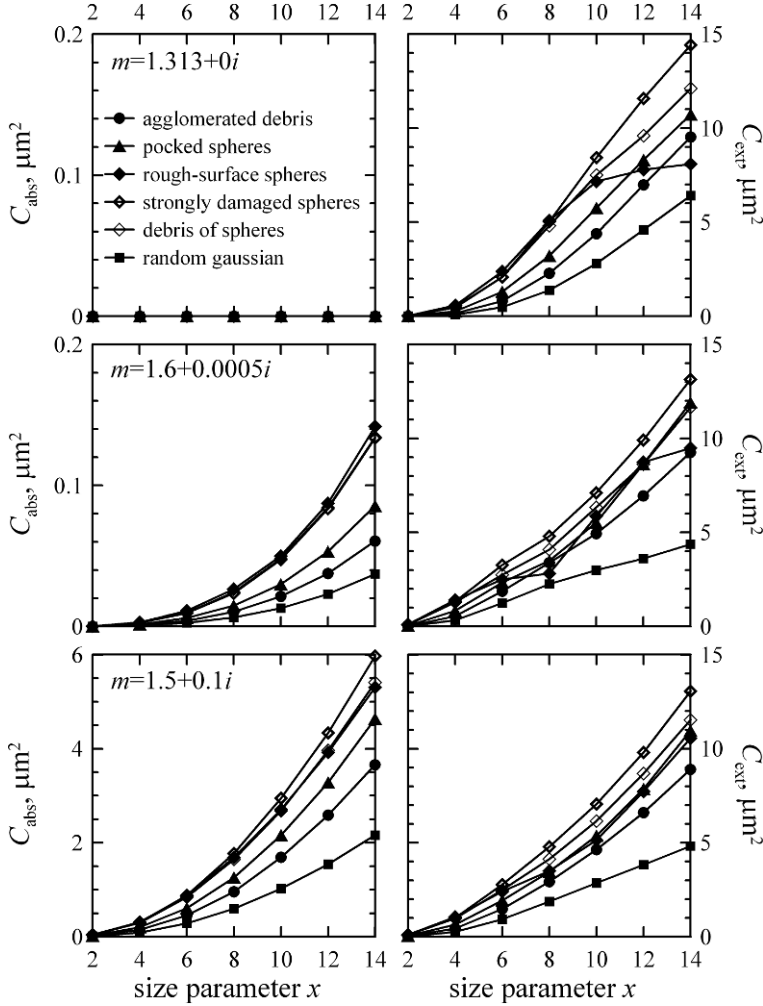 2 4 6 8 10 12 14 2 4 6 8 10 12 14
0.2 15
m=1.313+0i
agglomerated debris
pocked spheres
rough-surface spheres
strongly damaged spheres
debris of spheres
random gaussian
C_abs, μm²
0.1 10
C_ext, μm²
5
0 0
0.2 15
m=1.6+0.0005i
C_abs, μm²
0.1 10
C_ext, μm²
5
0 0
6 15
m=1.5+0.1i
C_abs, μm²
4 10
C_ext, μm²
2 5
0 0
2 4 6 8 10 12 14 2 4 6 8 10 12 14
size parameter x size parameter x